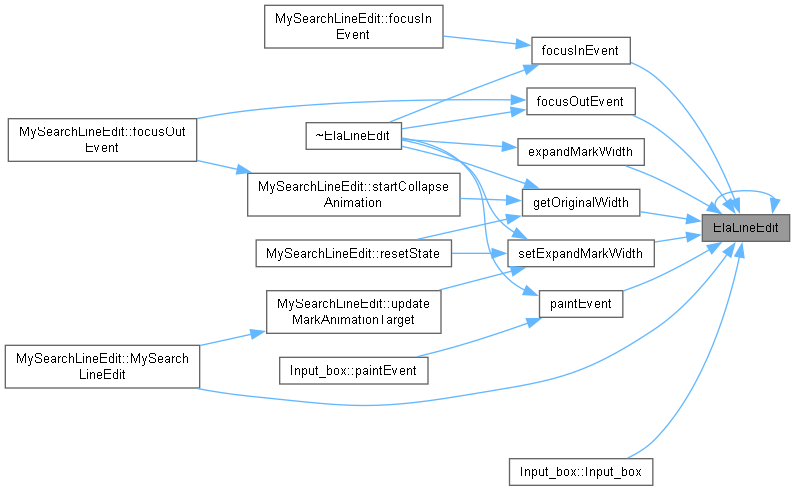 MySearchLineEdit::focusIn
Event
focusInEvent
focusOutEvent
MySearchLineEdit::focusOut
Event
~ElaLineEdit
expandMarkWidth
MySearchLineEdit::startCollapse
Animation
getOriginalWidth
ElaLineEdit
MySearchLineEdit::resetState
setExpandMarkWidth
MySearchLineEdit::update
MarkAnimationTarget
paintEvent
MySearchLineEdit::MySearch
LineEdit
Input_box::paintEvent
Input_box::Input_box